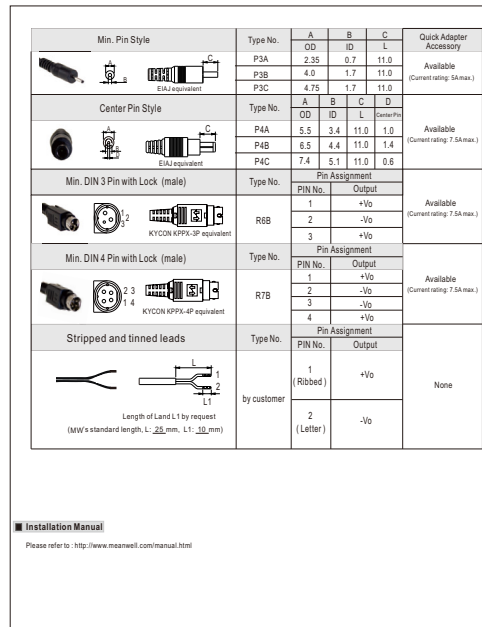 Min. Pin Style Type No. A B C Quick Adapter Accessory
OD ID L
A C B P3A 2.35 0.7 11.0 Available
P3B 4.0 1.7 11.0 (Current rating: 5A max.)
EIAJ equivalent P3C 4.75 1.7 11.0
Center Pin Style Type No. A B C D
OD ID L Center Pin
A C P4A 5.5 3.4 11.0 1.0 Available
P4B 6.5 4.4 11.0 1.4 (Current rating: 7.5A max.)
EIAJ equivalent P4C 7.4 5.1 11.0 0.6
Min. DIN 3 Pin with Lock (male) Type No. Pin Assignment
PIN No. Output
1 2 3 R6B 1 +Vo Available
2 -Vo (Current rating: 7.5A max.)
KYCON KPPX-3P equivalent 3 +Vo
Min. DIN 4 Pin with Lock (male) Type No. Pin Assignment
PIN No. Output
2 3 R7B 1 +Vo Available
1 4 2 -Vo (Current rating: 7.5A max.)
KYCON KPPX-4P equivalent 3 -Vo
4 +Vo
Stripped and tinned leads Type No. Pin Assignment
PIN No. Output
L 1 2 L1 by customer 1 (Ribbed) +Vo None
Length of L and L1 by request 2 (Letter) -Vo
(MW's standard length, L: 25 mm, L1: 10 mm)
■ Installation Manual
Please refer to : http://www.meanwell.com/manual.html